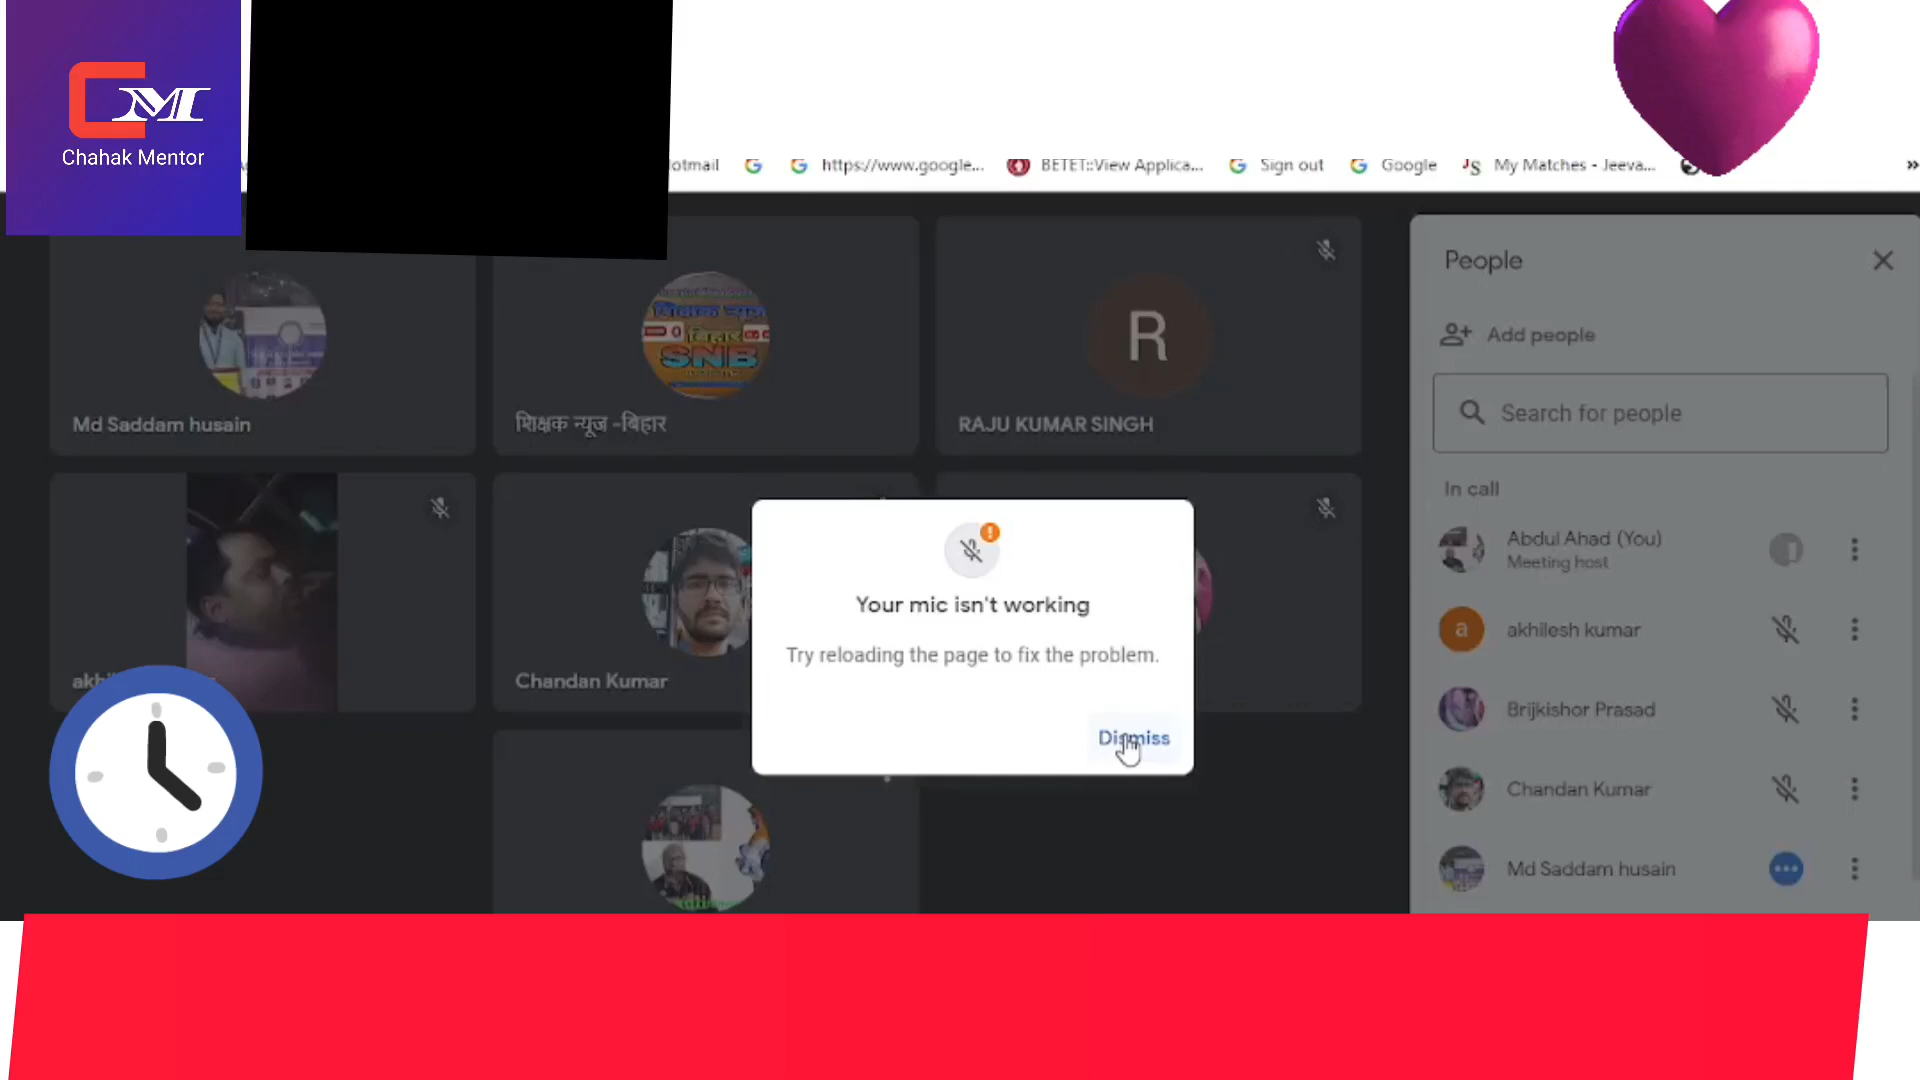 CM
Chahak Mentor
https://www.google...
BETET::View Applica...
Sign out
Google
My Matches - Jeeva...
»
Md Saddam husain
शिक्षक न्यूज -बिहार
शिक्षक न्यूज
बिहार
SNB
R
RAJU KUMAR SINGH
Chandan Kumar
Your mic isn't working
Try reloading the page to fix the problem.
Dismiss
People
Add people
Search for people
In call
Abdul Ahad (You)
Meeting host
a
akhilesh kumar
Brijkishor Prasad
Chandan Kumar
Md Saddam husain